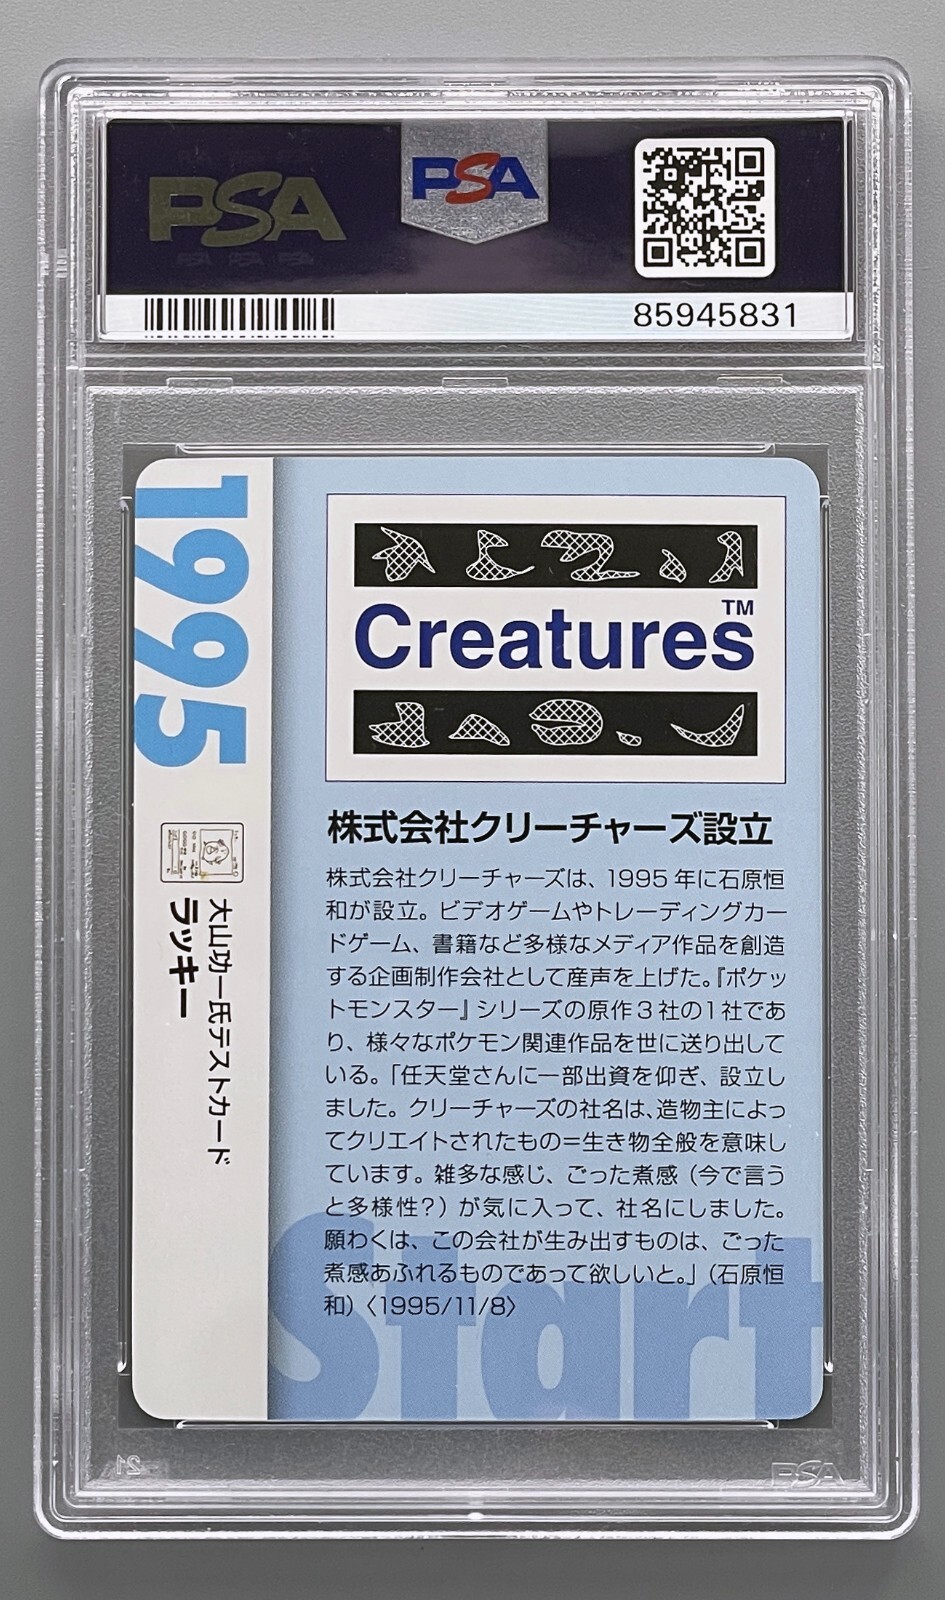 PSA
PSA
85945831
1995
大山功一氏テストカード
ラッキー
Creatures™
株式会社クリーチャーズ設立
株式会社クリーチャーズは、1995年に石原恒
和が設立。ビデオゲームやトレーディングカー
ドゲーム、書籍など多様なメディア作品を創造
する企画制作会社として産声を上げた。『ポケッ
トモンスター』シリーズの原作3社の1社であ
り、様々なポケモン関連作品を世に送り出して
いる。「任天堂さんに一部出資を仰ぎ、設立し
ました。クリーチャーズの社名は、造物主によっ
てクリエイトされたもの=生き物全般を意味し
ています。雑多な感じ、ごった煮感（今で言う
と多様性？）が気に入って、社名にしました。
願わくは、この会社が生み出すものは、ごった
煮感あふれるものであって欲しいと。」（石原恒
和）〈1995/11/8〉
Start
PSA